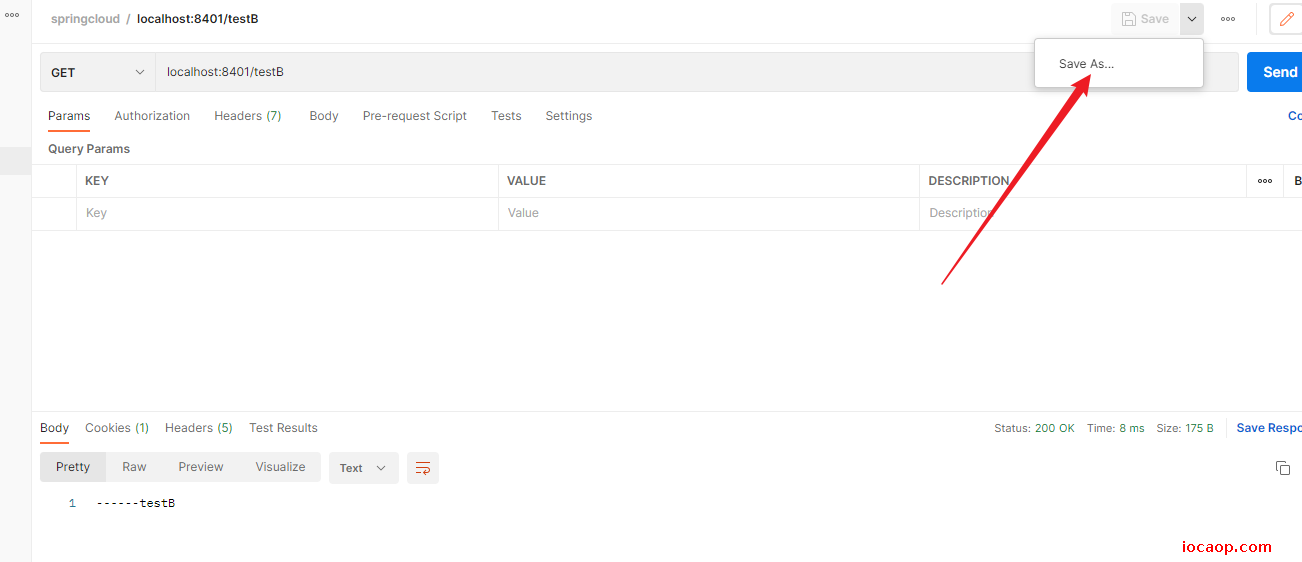 springcloud / localhost:8401/testB
Save
Save As...
GET
localhost:8401/testB
Send
Params Authorization Headers (7) Body Pre-request Script Tests Settings
Co
Query Params
KEY VALUE DESCRIPTION B
Key Value Description
Body Cookies (1) Headers (5) Test Results
Status: 200 OK Time: 8 ms Size: 175 B Save Respo
Pretty Raw Preview Visualize Text
1 ------testB
iocaop.com